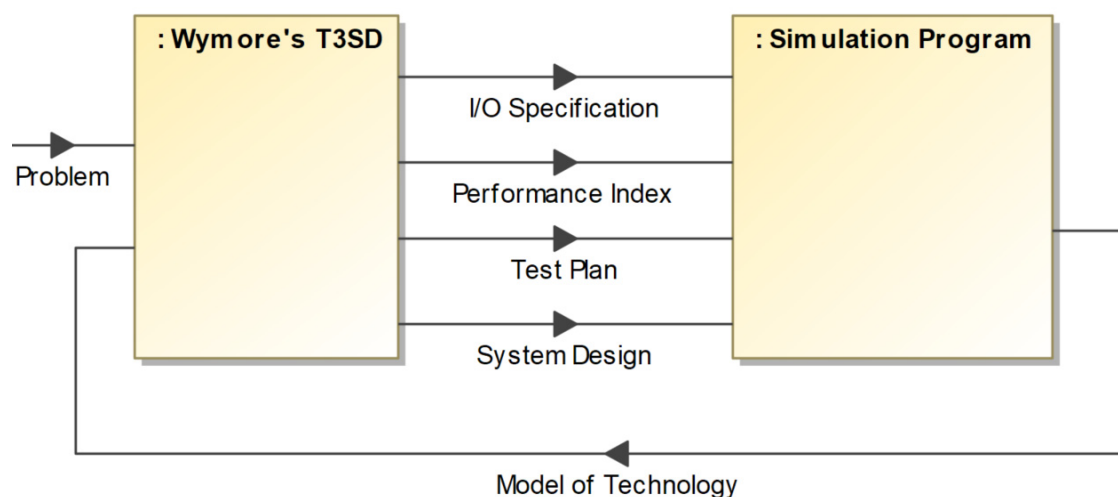 : Wymore's T3SD
: Simulation Program
I/O Specification
Problem
Performance Index
Test Plan
System Design
Model of Technology